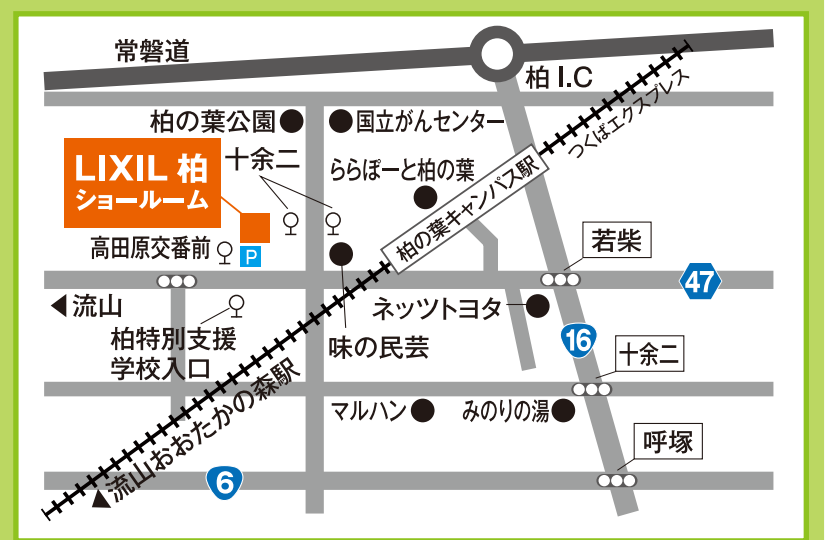 常磐道
柏 I.C
つくばエクスプレス
柏の葉公園
国立がんセンター
LIXIL 柏
ショールーム
十余二
ららぽーと柏の葉
柏の葉キャンパス駅
高田原交番前
P
若柴
流山
47
柏特別支援
学校入口
味の民芸
ネッツトヨタ
16
十余二
流山おおたかの森駅
マルハン
みのりの湯
呼塚
6